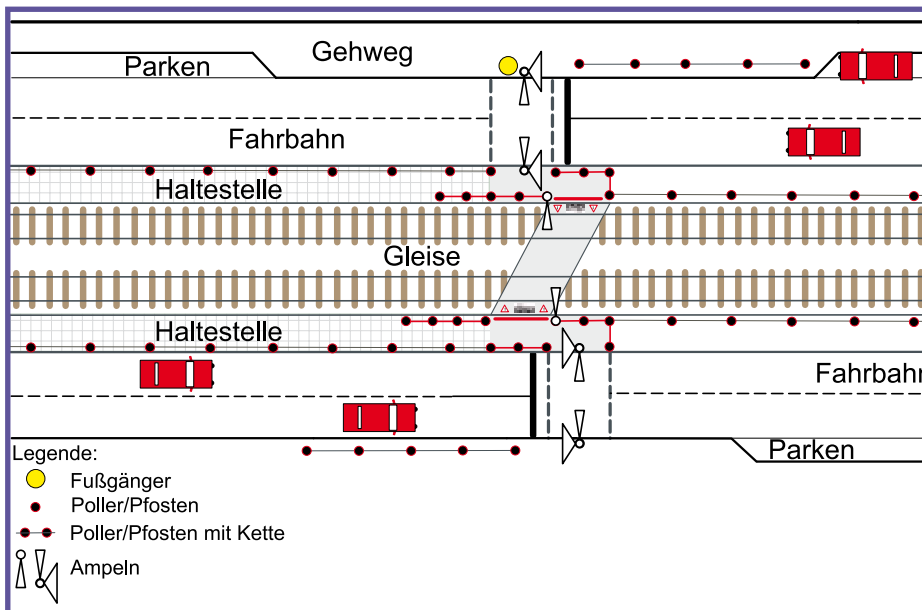 Gehweg
Parken
Fahrbahn
Haltestelle
Gleise
Haltestelle
Fahrbahn
Parken
Legende:
Fußgänger
Poller/Pfosten
Poller/Pfosten mit Kette
Ampeln